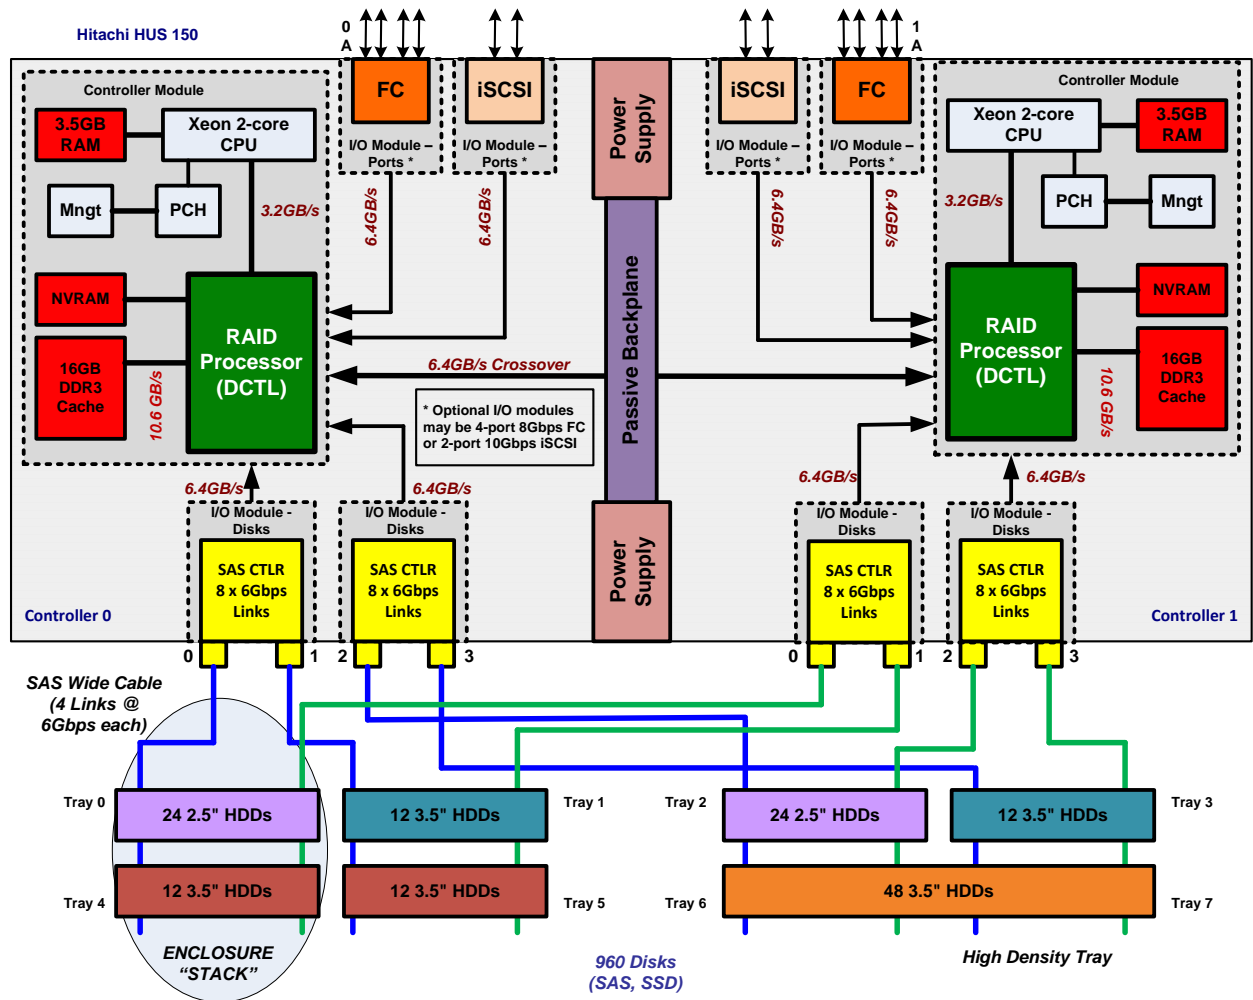 Hitachi HUS 150
0
A
1
A
Controller Module
3.5GB
RAM
Xeon 2-core
CPU
Mngt
PCH
3.2GB/s
NVRAM
16GB
DDR3
Cache
10.6 GB/s
RAID
Processor
(DCTL)
FC
I/O Module –
Ports *
6.4GB/s
iSCSI
I/O Module –
Ports *
6.4GB/s
Power
Supply
Passive Backplane
Power
Supply
iSCSI
I/O Module –
Ports *
6.4GB/s
FC
I/O Module –
Ports *
6.4GB/s
Controller Module
Xeon 2-core
CPU
3.5GB
RAM
3.2GB/s
PCH
Mngt
NVRAM
RAID
Processor
(DCTL)
16GB
DDR3
Cache
10.6 GB/s
6.4GB/s Crossover
* Optional I/O modules
may be 4-port 8Gbps FC
or 2-port 10Gbps iSCSI
6.4GB/s
I/O Module -
Disks
SAS CTLR
8 x 6Gbps
Links
6.4GB/s
I/O Module -
Disks
SAS CTLR
8 x 6Gbps
Links
6.4GB/s
I/O Module -
Disks
SAS CTLR
8 x 6Gbps
Links
6.4GB/s
I/O Module -
Disks
SAS CTLR
8 x 6Gbps
Links
Controller 0
Controller 1
0
1
2
3
0
1
2
3
SAS Wide Cable
(4 Links @
6Gbps each)
Tray 0
24 2.5" HDDs
12 3.5" HDDs
Tray 1
Tray 2
24 2.5" HDDs
12 3.5" HDDs
Tray 3
Tray 4
12 3.5" HDDs
12 3.5" HDDs
Tray 5
Tray 6
48 3.5" HDDs
Tray 7
ENCLOSURE
“STACK”
960 Disks
(SAS, SSD)
High Density Tray